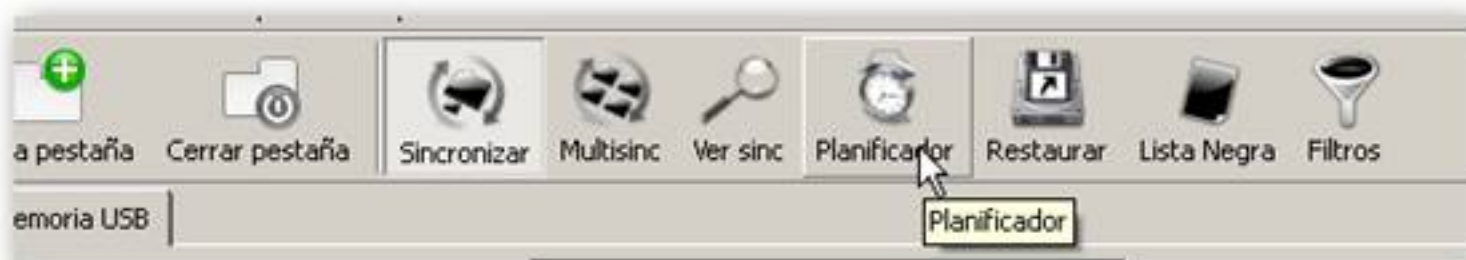 a pestaña Cerrar pestaña Sincronizar Multisinc Ver sinc Planificador Restaurar Lista Negra Filtros
emoria USB
Planificador